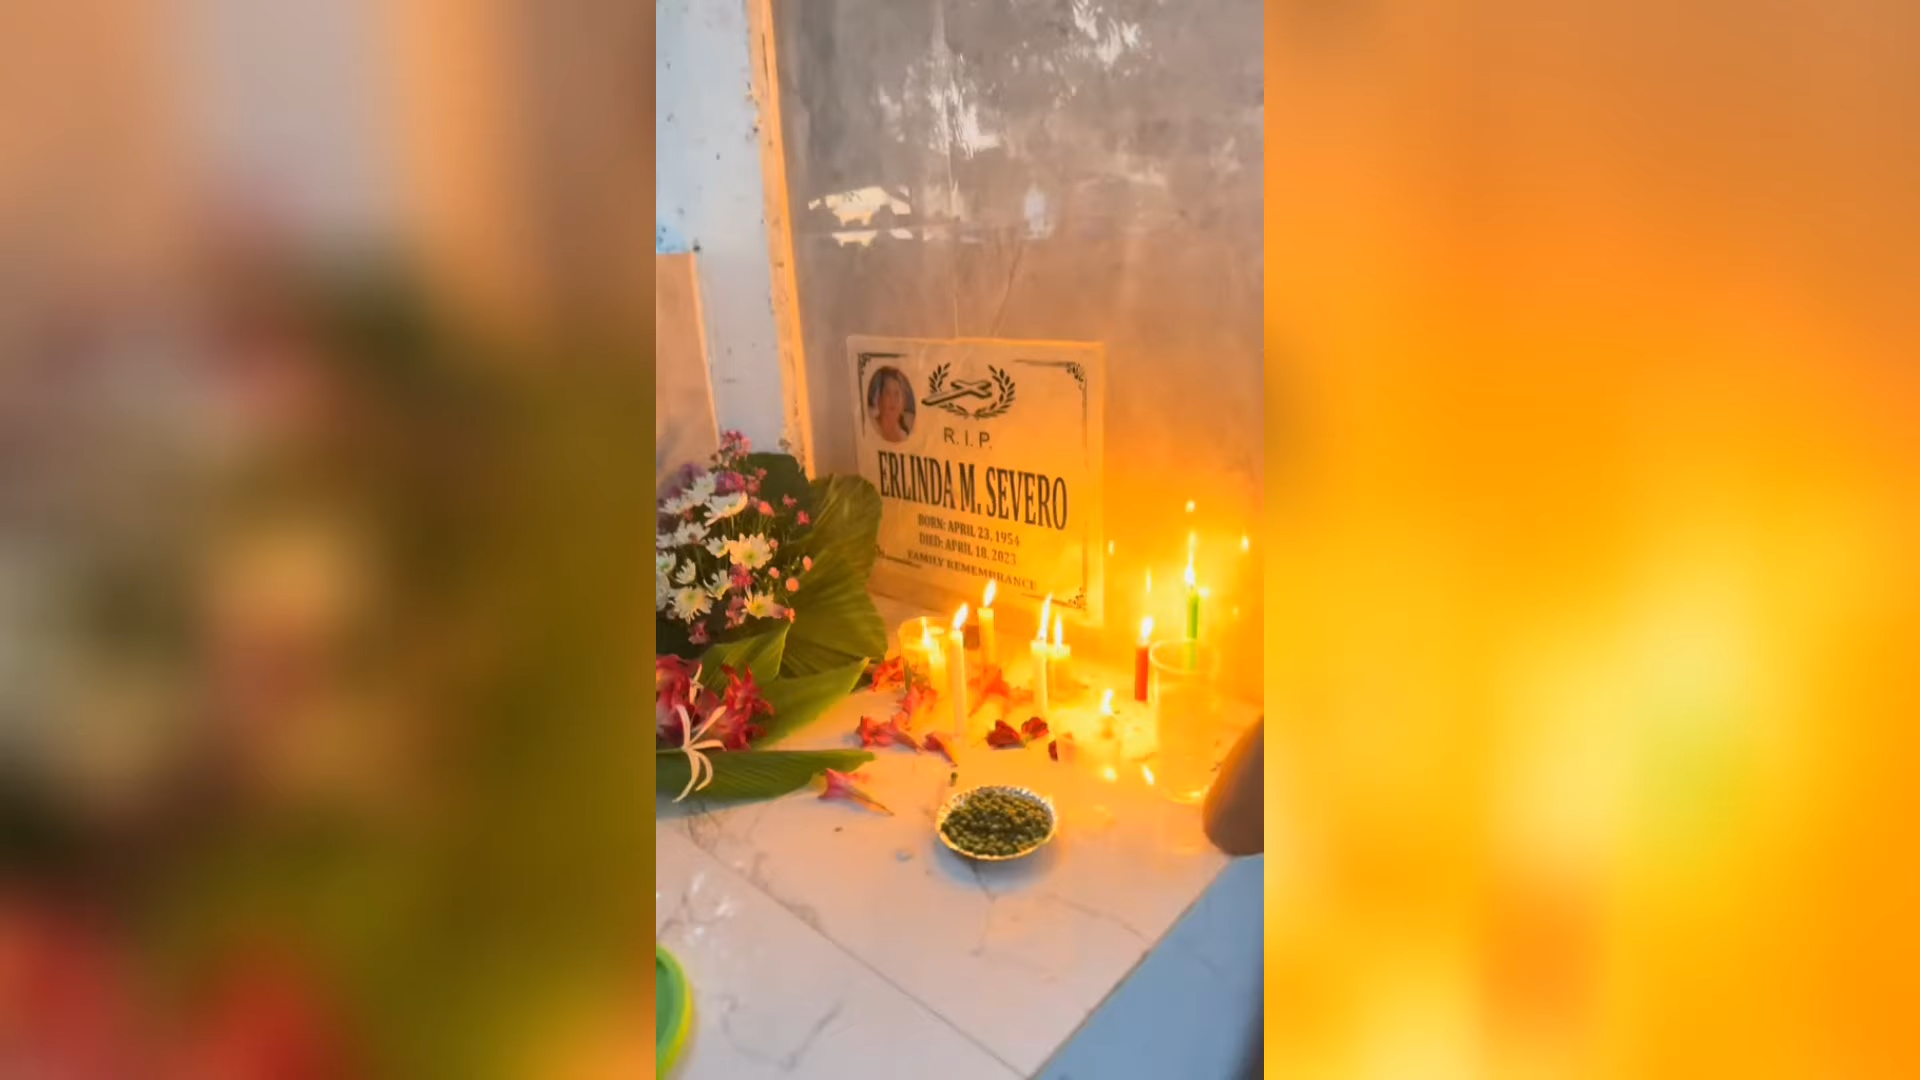 R.I.P.
ERLINDA M. SEVERO
BORN: APRIL 23, 1954
DIED: APRIL 18, 2023
FAMILY REMEMBRANCE